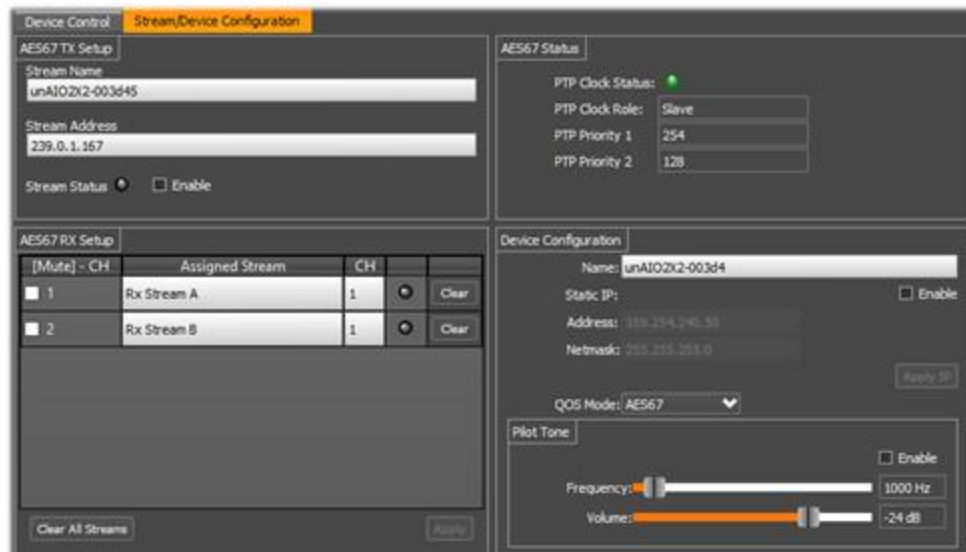 Device Control
Stream/Device Configuration
AES67 TX Setup
Stream Name
unAIO2X2-003d45
Stream Address
239.0.1.167
Stream Status
Enable
AES67 Status
PTP Clock Status:
PTP Clock Role: Slave
PTP Priority 1 254
PTP Priority 2 128
AES67 RX Setup
[Mute] - CH Assigned Stream CH
1 Rx Stream A 1 Clear
2 Rx Stream B 1 Clear
Clear All Streams
Apply
Device Configuration
Name: unAIO2X2-003d4
Static IP: Enable
Address:
Netmask: 255.255.255.0
Apply IP
QOS Mode: AES67
Pilot Tone
Enable
Frequency: 1000 Hz
Volume: -24 dB